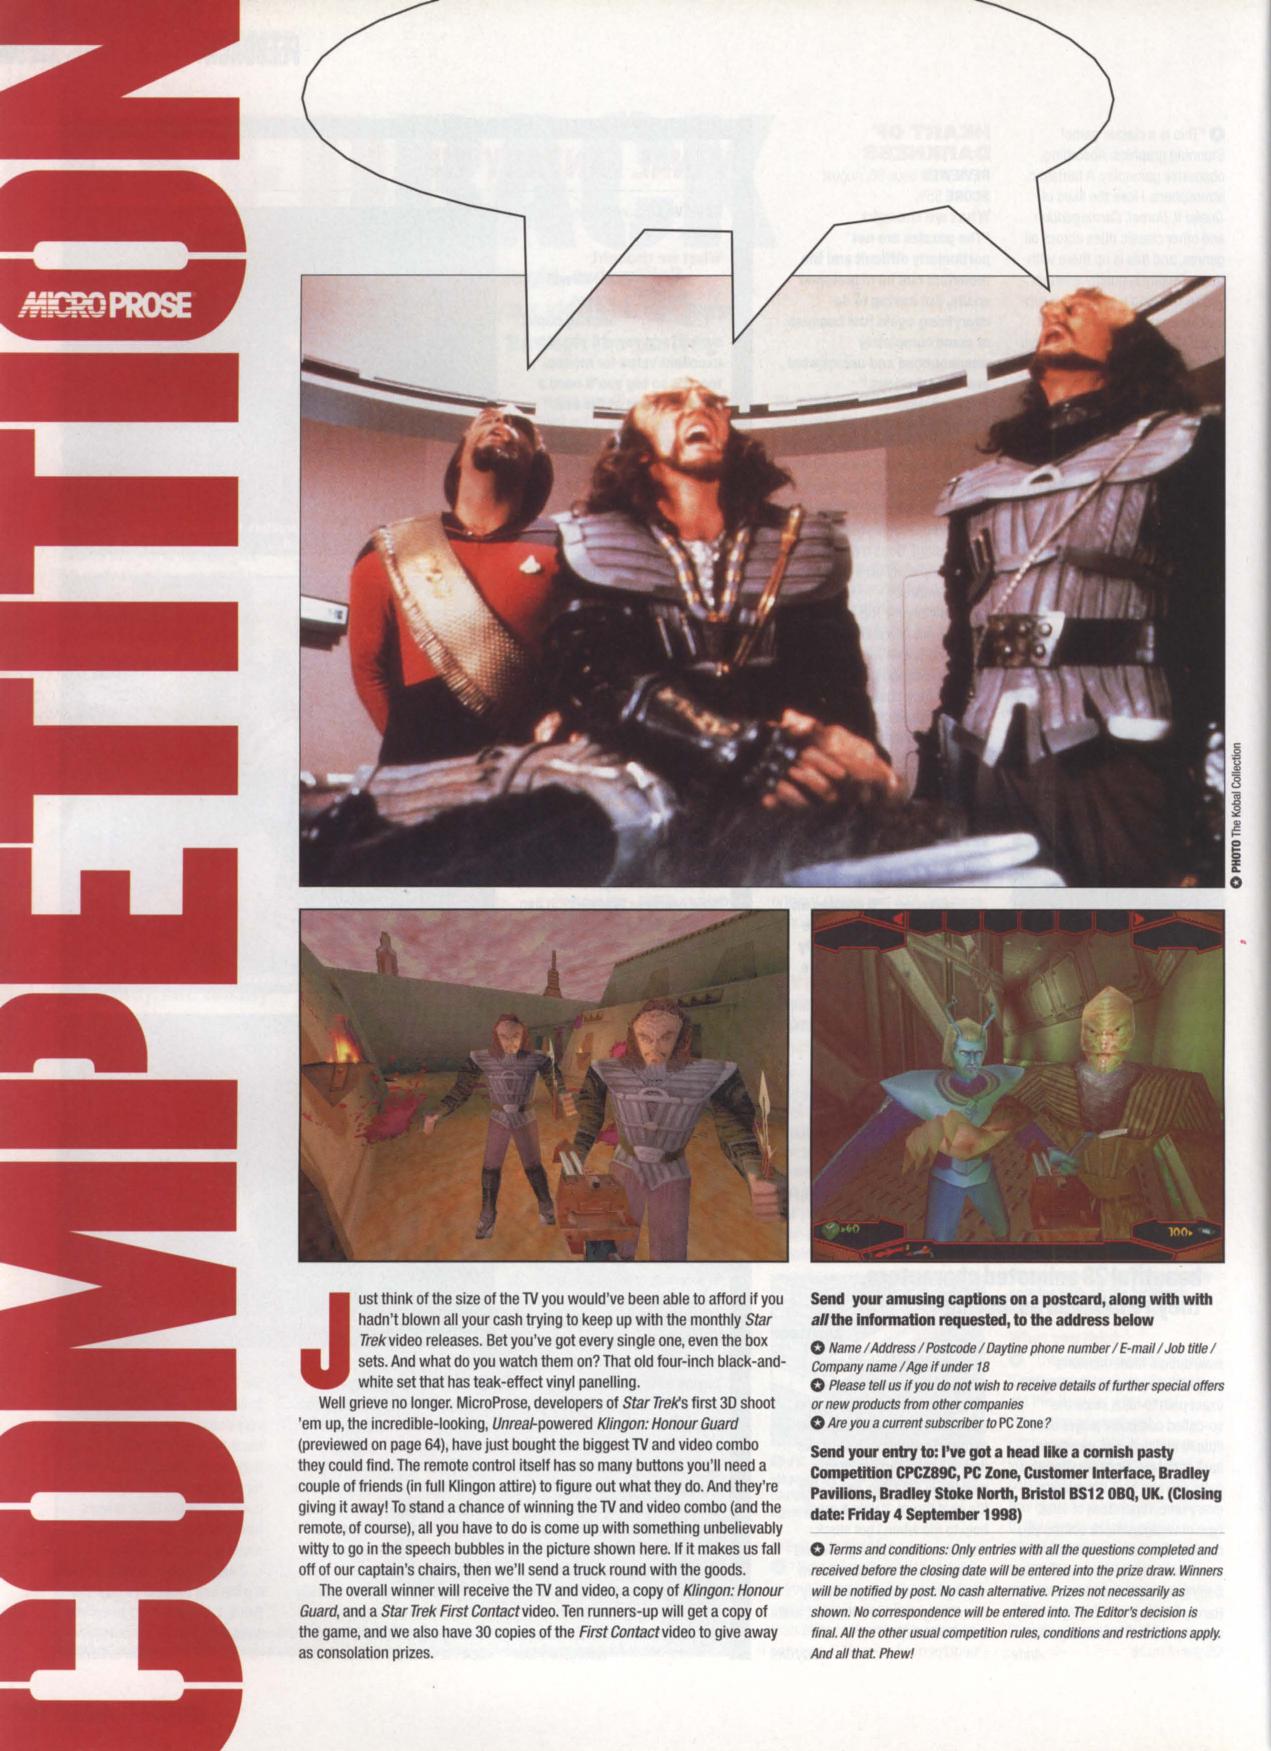 COMPETITION
MICROPROSE
PHOTO The Kobal Collection
60
100
Just think of the size of the TV you would've been able to afford if you
hadn't blown all your cash trying to keep up with the monthly Star
Trek video releases. Bet you've got every single one, even the box
sets. And what do you watch them on? That old four-inch black-and-
white set that has teak-effect vinyl panelling.
Well grieve no longer. MicroProse, developers of Star Trek's first 3D shoot
'em up, the incredible-looking, Unreal-powered Klingon: Honour Guard
(previewed on page 64), have just bought the biggest TV and video combo
they could find. The remote control itself has so many buttons you'll need a
couple of friends (in full Klingon attire) to figure out what they do. And they're
giving it away! To stand a chance of winning the TV and video combo (and the
remote, of course), all you have to do is come up with something unbelievably
witty to go in the speech bubbles in the picture shown here. If it makes us fall
off of our captain's chairs, then we'll send a truck round with the goods.
The overall winner will receive the TV and video, a copy of Klingon: Honour
Guard, and a Star Trek First Contact video. Ten runners-up will get a copy of
the game, and we also have 30 copies of the First Contact video to give away
as consolation prizes.
Send your amusing captions on a postcard, along with with
all the information requested, to the address below
Name / Address / Postcode / Daytine phone number / E-mail / Job title /
Company name / Age if under 18
Please tell us if you do not wish to receive details of further special offers
or new products from other companies
Are you a current subscriber to PC Zone?
Send your entry to: I've got a head like a cornish pasty
Competition CPCZ89C, PC Zone, Customer Interface, Bradley
Pavilions, Bradley Stoke North, Bristol BS12 0BQ, UK. (Closing
date: Friday 4 September 1998)
Terms and conditions: Only entries with all the questions completed and
received before the closing date will be entered into the prize draw. Winners
will be notified by post. No cash alternative. Prizes not necessarily as
shown. No correspondence will be entered into. The Editor's decision is
final. All the other usual competition rules, conditions and restrictions apply.
And all that. Phew!